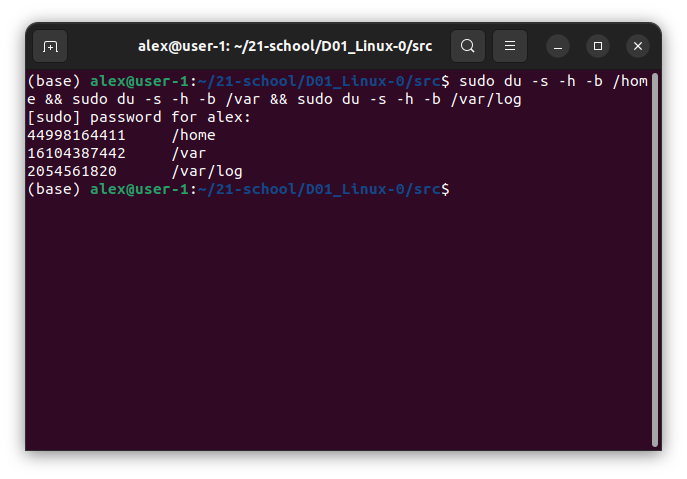 alex@user-1: ~/21-school/D01_Linux-0/src
(base) alex@user-1:~/21-school/D01_Linux-0/src$ sudo du -s -h -b /hom
e && sudo du -s -h -b /var && sudo du -s -h -b /var/log
[sudo] password for alex:
44998164411     /home
16104387442     /var
2054561820      /var/log
(base) alex@user-1:~/21-school/D01_Linux-0/src$